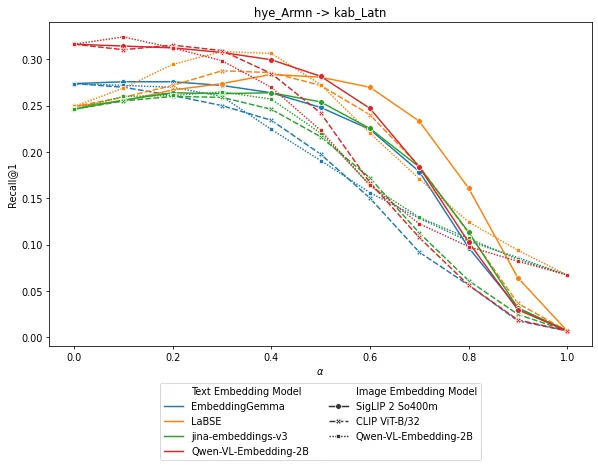 hye_Armn -> kab_Latn
Recall@1
0.30
0.25
0.20
0.15
0.10
0.05
0.00
0.0 0.2 0.4 0.6 0.8 1.0
α
Text Embedding Model
EmbeddingGemma
LaBSE
jina-embeddings-v3
Qwen-VL-Embedding-2B
Image Embedding Model
SigLIP 2 So400m
CLIP ViT-B/32
Qwen-VL-Embedding-2B